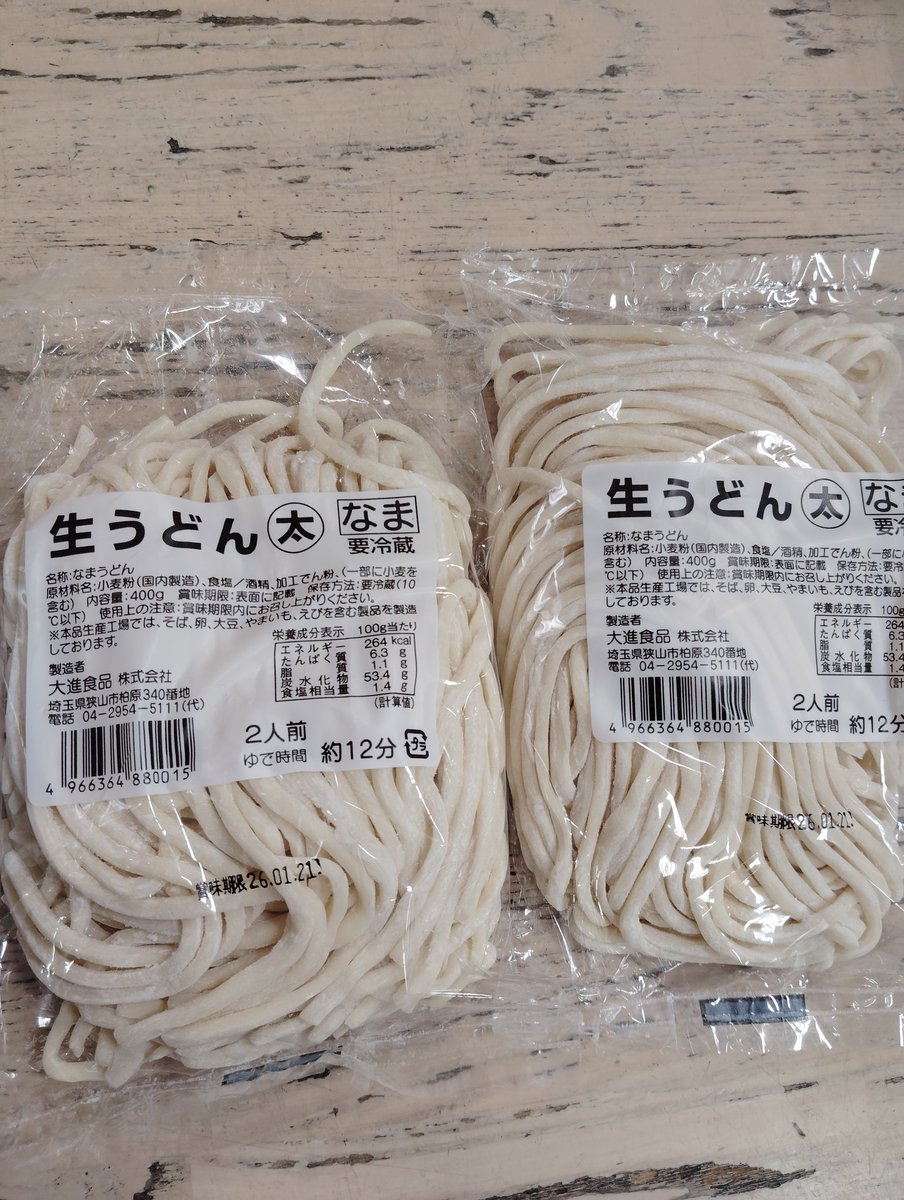 生うどん 太 なま
要冷蔵
名称:なまうどん
原材料名:小麦粉(国内製造)、食塩/酒精、加工でん粉、(一部に小麦を
含む) 内容量:400g 賞味期限:表面に記載 保存方法:要冷蔵(10
℃以下) 使用上の注意:賞味期限内にお召し上がりください。
※本品生産工場では、そば、卵、大豆、やまいも、えびを含む製品を製造
しております。
製造者
大進食品 株式会社
埼玉県狭山市柏原340番地
電話 04-2954-5111(代)
栄養成分表示 100g当たり
エネルギー 264 kcal
たんぱく質 6.3 g
脂質 1.1 g
炭水化物 53.4 g
食塩相当量 1.4 g
(計算値)
4 966364 880015
2人前
ゆで時間 約12分
プラ
賞味期限 26.01.21
生うどん 太 なま
要冷
名称:なまうどん
原材料名:小麦粉(国内製造)、食塩/酒精、加工でん粉、(一部に
含む) 内容量:400g 賞味期限:表面に記載 保存方法:要冷
℃以下) 使用上の注意:賞味期限内にお召し上がりください。
※本品生産工場では、そば、卵、大豆、やまいも、えびを含む製品
しております。
製造者
大進食品 株式会社
埼玉県狭山市柏原340番地
電話 04-2954-5111(代)
栄養成分表示 100g
エネルギー 264
たんぱく質 6.3
脂質 1.1
炭水化物 53.4
食塩相当量 1.4
4 966364 880015
2人前
ゆで時間 約12分
賞味期限 26.01.21